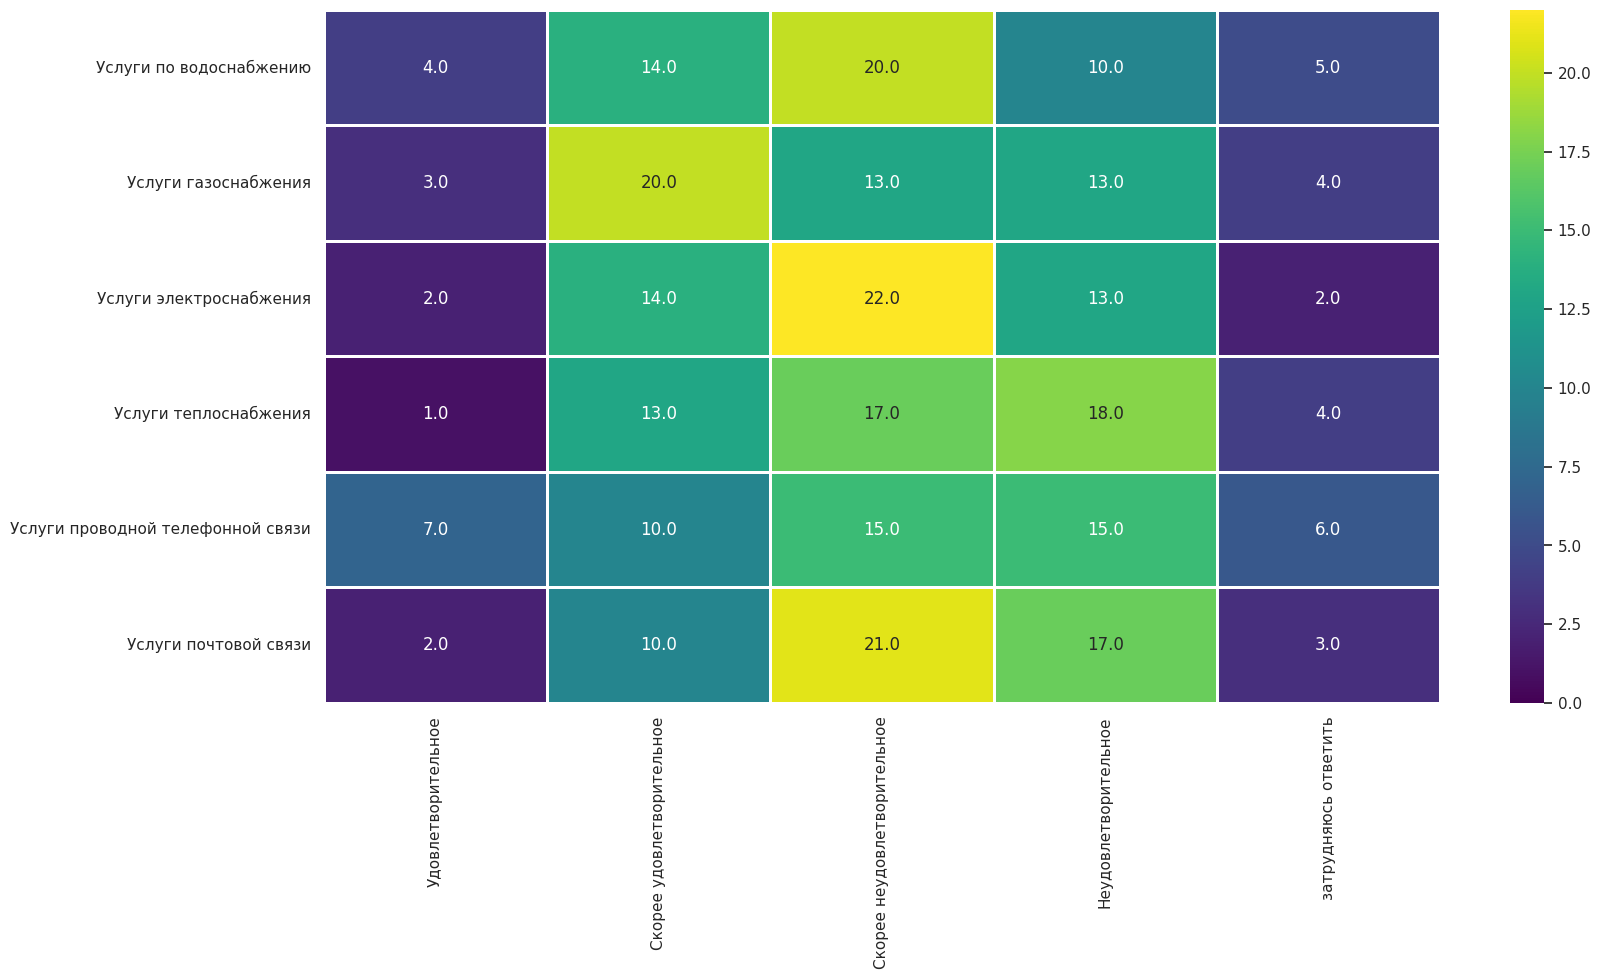 Услуги по водоснабжению 4.0 14.0 20.0 10.0 5.0
Услуги газоснабжения 3.0 20.0 13.0 13.0 4.0
Услуги электроснабжения 2.0 14.0 22.0 13.0 2.0
Услуги теплоснабжения 1.0 13.0 17.0 18.0 4.0
Услуги проводной телефонной связи 7.0 10.0 15.0 15.0 6.0
Услуги почтовой связи 2.0 10.0 21.0 17.0 3.0
Удовлетворительное
Скорее удовлетворительное
Скорее неудовлетворительное
Неудовлетворительное
затрудняюсь ответить
20.0
17.5
15.0
12.5
10.0
7.5
5.0
2.5
0.0